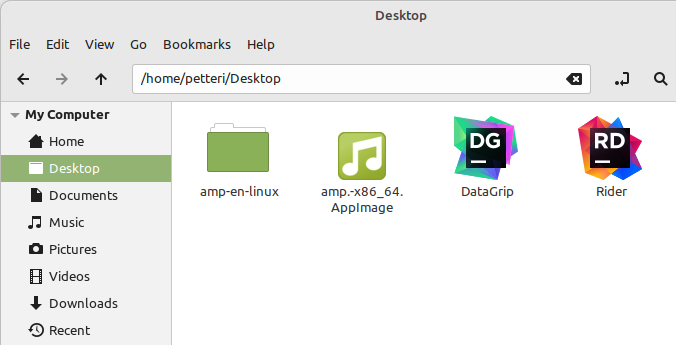 Desktop
File Edit View Go Bookmarks Help
/home/petteri/Desktop
My Computer
Home
Desktop
Documents
Music
Pictures
Videos
Downloads
Recent
amp-en-linux
amp.-x86_64.
AppImage
DG
DataGrip
RD
Rider